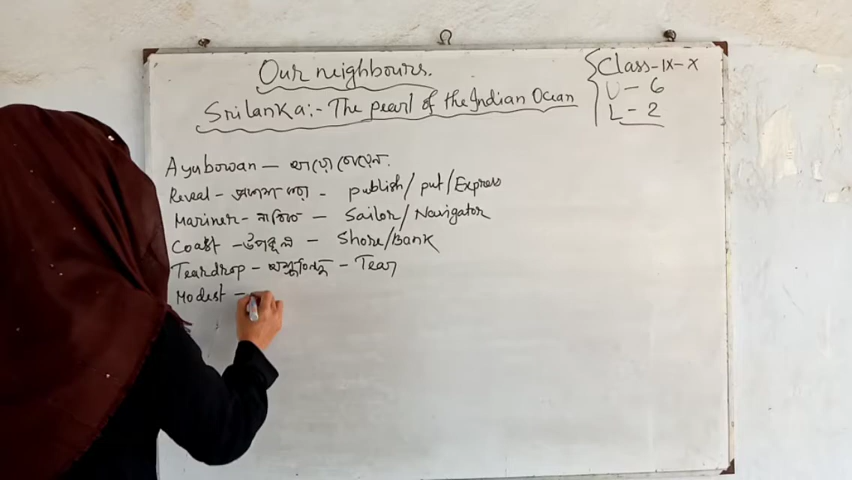 Our neighbours.
Srilanka:- The pearl of the Indian Ocean
Class-IX-X
U-6
L-2
Ayubowan —
Reveal - প্রকাশ করা - publish/put/Express
Mariner - নাবিক - Sailor/Navigator
Coast - উপকূল - Shore/Bank
Teardrop - অশ্রুবিন্দু - Tear
Modest -